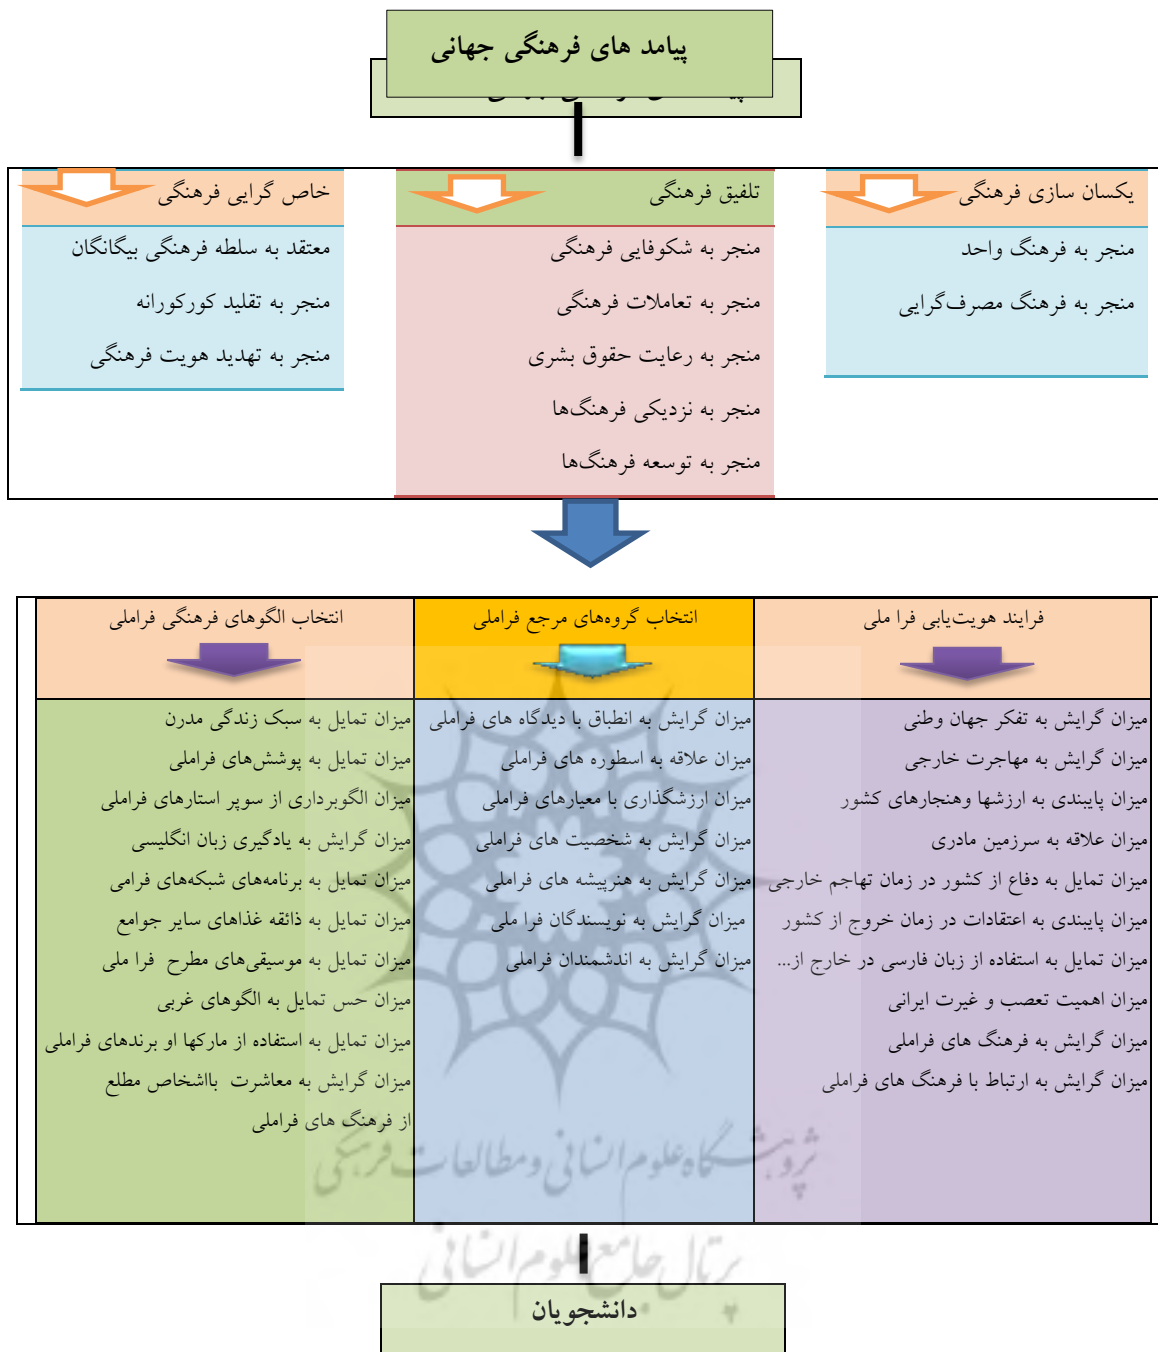 پیامد های فرهنگی جهانی
یکسان سازی فرهنگی
منجر به فرهنگ واحد
منجر به فرهنگ مصرف‌گرایی
تلفیق فرهنگی
منجر به شکوفایی فرهنگی
منجر به تعاملات فرهنگی
منجر به رعایت حقوق بشری
منجر به نزدیکی فرهنگ‌ها
منجر به توسعه فرهنگ‌ها
خاص گرایی فرهنگی
معتقد به سلطه فرهنگی بیگانگان
منجر به تقلید کورکورانه
منجر به تهدید هویت فرهنگی
فرایند هویت‌یابی فرا ملی
میزان گرایش به تفکر جهان وطنی
میزان گرایش به مهاجرت خارجی
میزان پایبندی به ارزشها وهنجارهای کشور
میزان علاقه به سرزمین مادری
میزان تمایل به دفاع از کشور در زمان تهاجم خارجی
میزان پایبندی به اعتقادات در زمان خروج از کشور
میزان تمایل به استفاده از زبان فارسی در خارج از...
میزان اهمیت تعصب و غیرت ایرانی
میزان گرایش به فرهنگ های فراملی
میزان گرایش به ارتباط با فرهنگ های فراملی
انتخاب گروه‌های مرجع فراملی
میزان گرایش به انطباق با دیدگاه های فراملی
میزان علاقه به اسطوره های فراملی
میزان ارزشگذاری با معیارهای فراملی
میزان گرایش به شخصیت های فراملی
میزان گرایش به هنرپیشه های فراملی
میزان گرایش به نویسندگان فرا ملی
میزان گرایش به اندشمندان فراملی
انتخاب الگوهای فرهنگی فراملی
میزان تمایل به سبک زندگی مدرن
میزان تمایل به پوشش‌های فراملی
میزان الگوبرداری از سوپر استارهای فراملی
میزان گرایش به یادگیری زبان انگلیسی
میزان تمایل به برنامه‌های شبکه‌های فرامی
میزان تمایل به ذائقه غذاهای سایر جوامع
میزان تمایل به موسیقی‌های مطرح فرا ملی
میزان حس تمایل به الگوهای غربی
میزان تمایل به استفاده از مارکها او برندهای فراملی
میزان گرایش به معاشرت بااشخاص مطلع
از فرهنگ های فراملی
پژوهشگاه علوم انسانی و مطالعات فرهنگی
پرتال جامع علوم انسانی
دانشجویان